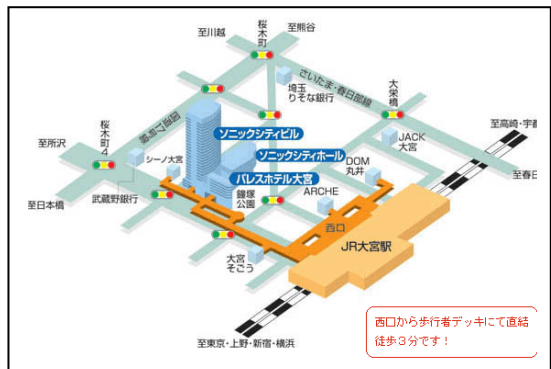 至川越
桜木町
至熊谷
さいたま・春日部線
大栄橋
埼玉
りそな銀行
国道17号線
至高崎・宇都
ソニックシティビル
JACK
大宮
至所沢
桜木町4
シーノ大宮
ソニックシティホール
DOM
丸井
至春日
パレスホテル大宮
武蔵野銀行
鐘塚
公園
ARCHE
至日本橋
西口
JR大宮駅
大宮
そごう
西口から歩行者デッキにて直結
徒歩3分です!
至東京・上野・新宿・横浜